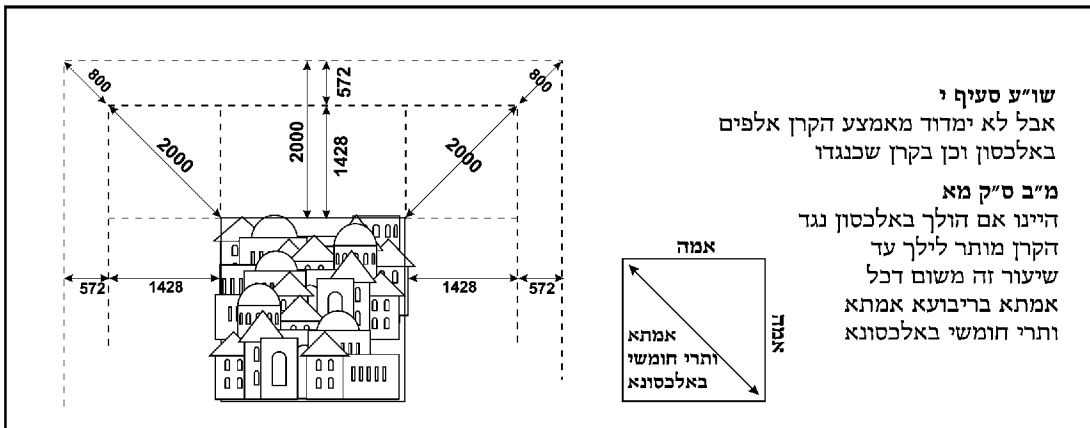 שו״ע סעיף י
אבל לא ימדוד מאמצע הקרן אלפים
באלכסון וכן בקרן שכנגדו
מ״ב ס״ק מא
היינו אם הולך באלכסון נגד
הקרן מותר לילך עד
שיעור זה משום דכל
אמתא בריבועא אמתא
ותרי חומשי באלכסונא
אמה
אמה
אמתא
ותרי חומשי
באלכסונא
800
572
800
2000
2000
1428
2000
572
1428
1428
572